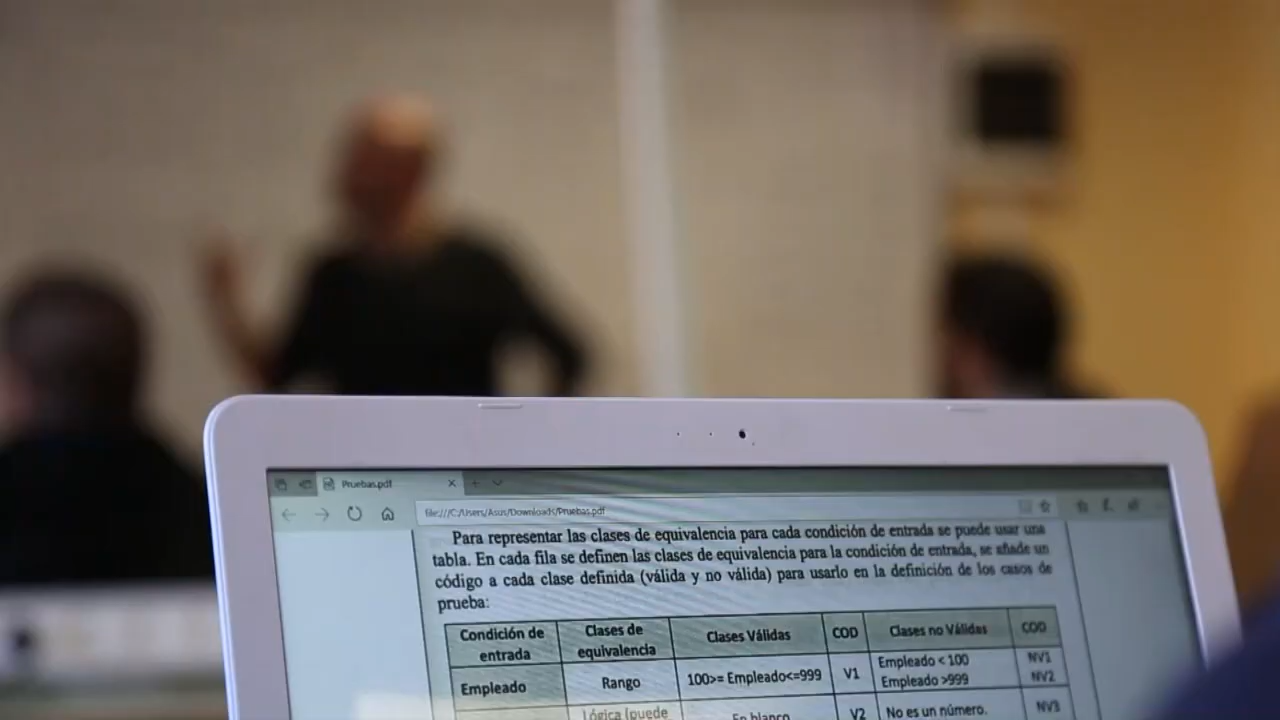 Pruebas.pdf
file:///C:/Users/Asus/Downloads/Pruebas.pdf
Para representar las clases de equivalencia para cada condición de entrada se puede usar una
tabla. En cada fila se definen las clases de equivalencia para la condición de entrada, se añade un
código a cada clase definida (válida y no válida) para usarlo en la definición de los casos de
prueba:
Condición de entrada Clases de equivalencia Clases Válidas COD Clases no Válidas COD
Empleado Rango 100>= Empleado<=999 V1 Empleado < 100 NV1
Empleado >999 NV2
Lógica (puede En blanco V2 No es un número. NV3